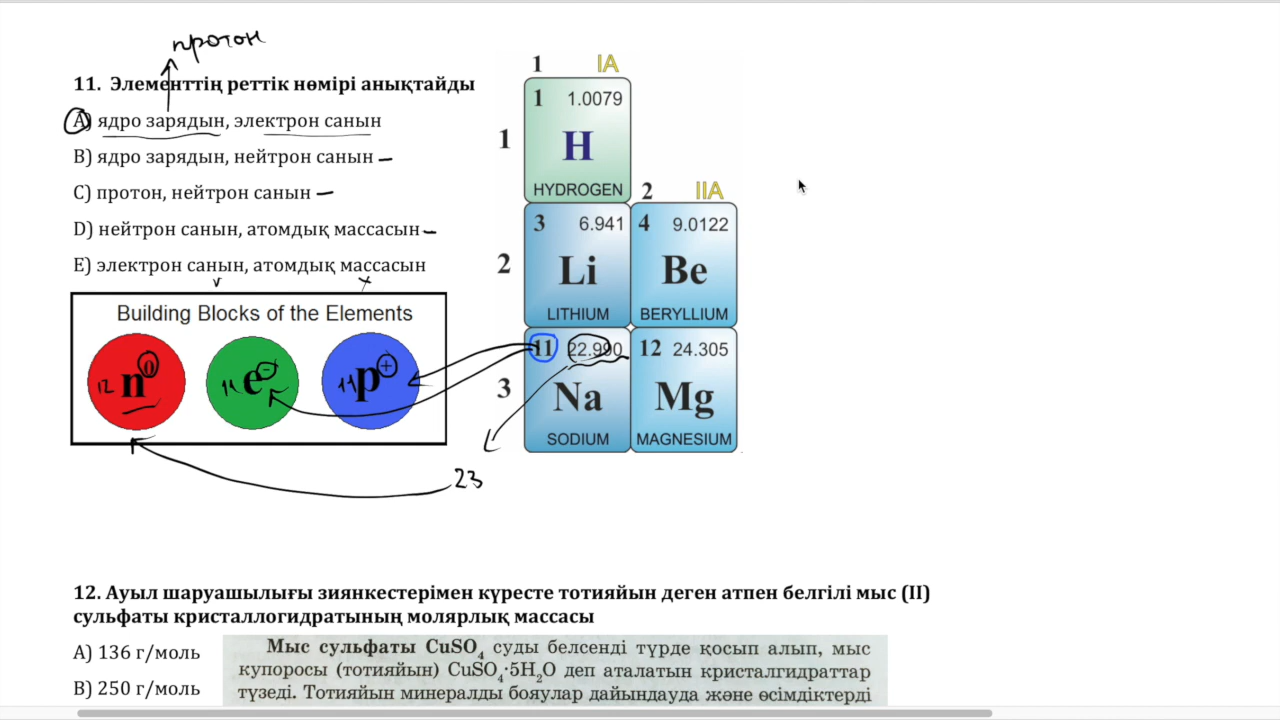 протон
11. Элементтің реттік нөмірі анықтайды
A) ядро зарядын, электрон санын
B) ядро зарядын, нейтрон санын
C) протон, нейтрон санын
D) нейтрон санын, атомдық массасын
E) электрон санын, атомдық массасын
Building Blocks of the Elements
12 n 0
11 e -
11 p +
23
1 IA
1
1 1.0079
H
HYDROGEN
2 IIA
2
3 6.941
Li
LITHIUM
4 9.0122
Be
BERYLLIUM
3
11 22.990
Na
SODIUM
12 24.305
Mg
MAGNESIUM
12. Ауыл шаруашылығы зиянкестерімен күресте тотияйын деген атпен белгілі мыс (II)
сульфаты кристаллогидратының молярлық массасы
A) 136 г/моль
B) 250 г/моль
Мыс сульфаты CuSO₄ суды белсенді түрде қосып алып, мыс
купоросы (тотияйын) CuSO₄·5H₂O деп аталатын кристалгидраттар
түзеді. Тотияйын минералды бояулар дайындауда және өсімдіктерді